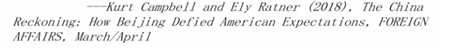 ---Kurt Campbell and Ely Ratner (2018), The China
Reckoning: How Beijing Defied American Expectations, FOREIGN
AFFAIRS, March/April